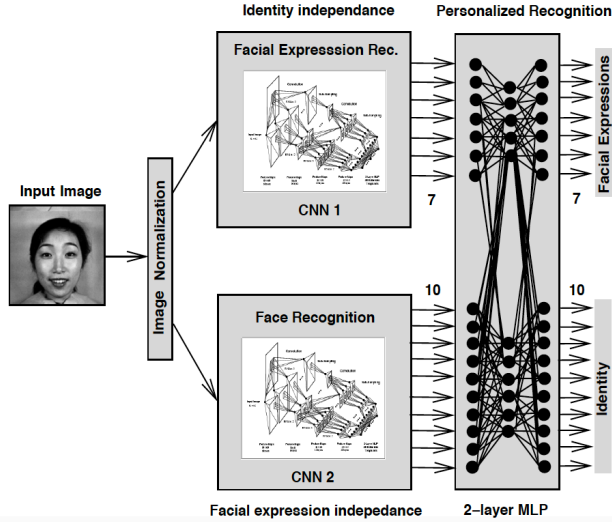 Identity independance
Personalized Recognition
Facial Expresssion Rec.
CNN 1
Input Image
Image Normalization
7
7
Facial Expressions
10
10
Face Recognition
CNN 2
Identity
Facial expression indepedance
2–layer MLP